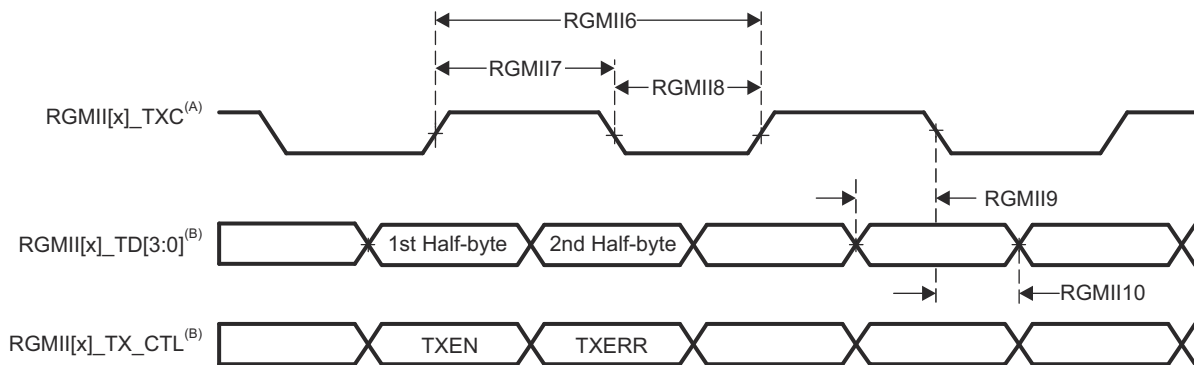 RGMII6
RGMII7
RGMII8
RGMII[x]_TXC(A)
RGMII9
RGMII[x]_TD[3:0](B)
1st Half-byte
2nd Half-byte
RGMII10
RGMII[x]_TX_CTL(B)
TXEN
TXERR